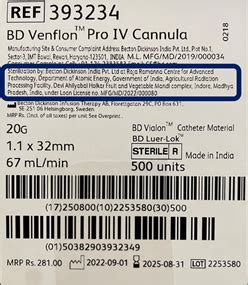 REF 393234
0218
BD Venflon™ Pro IV Cannula
Manufacturing Site & Consumer Complaint Address: Becton Dickinson India Pvt. Ltd., Plot No.1,
Sector-3, IMT Bawal, Rewari, Haryana-123501, INDIA M.L. MFG/MD/2019/000034
Sterilization by: Becton Dickinson India Pvt. Ltd at Raja Ramanna Centre for Advanced
Technology, Department of Atomic Energy, Government of India, Agricultural Radiation
Processing Facility, Devi Ahilyabai Holkar Fruit and Vegetable Mandi complex, Indore, Madhya
Pradesh, India, under Loan License no. MFG/MD/2022/000080
Becton Dickinson Infusion Therapy AB, Florettgatan 29C, PO Box 631,
SE-251 06 Helsingborg, Sweden
20G
1.1 x 32mm
67 mL/min
BD Vialon™ Catheter Material
BD Luer-Lok™
STERILE R
Made in India
500 units
(17)250800(10)2253580(30)500
(01)00382903932349
MRP Rs. 281.00 2022-09-01 2025-08-31 LOT 2253580